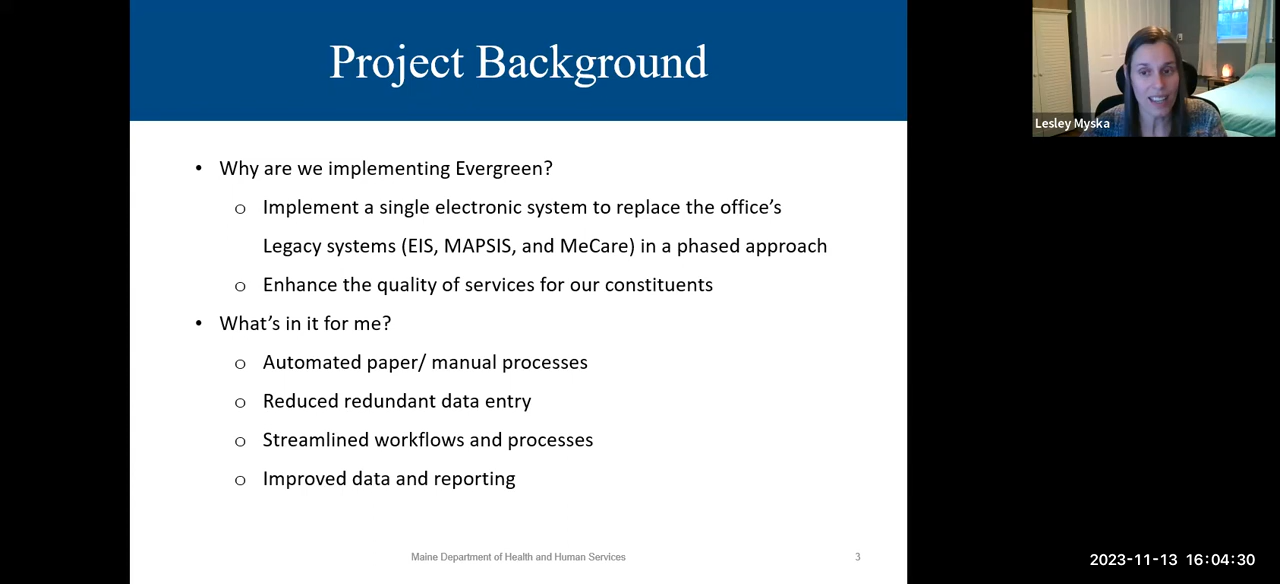 Project Background
Lesley Myska
• Why are we implementing Evergreen?
o Implement a single electronic system to replace the office’s
Legacy systems (EIS, MAPSIS, and MeCare) in a phased approach
o Enhance the quality of services for our constituents
• What’s in it for me?
o Automated paper/ manual processes
o Reduced redundant data entry
o Streamlined workflows and processes
o Improved data and reporting
Maine Department of Health and Human Services
3
2023-11-13 16:04:30